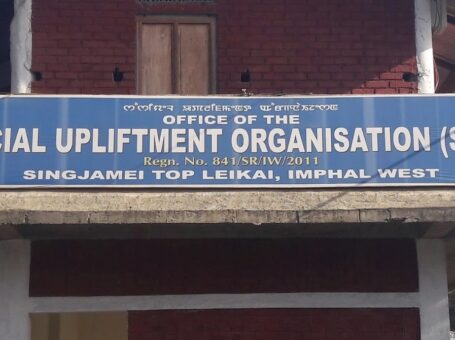 OFFICE OF THE
CIAL UPLIFTMENT ORGANISATION (S
Regn. No. 841/SR/IW/2011
SINGJAMEI TOP LEIKAI, IMPHAL WEST